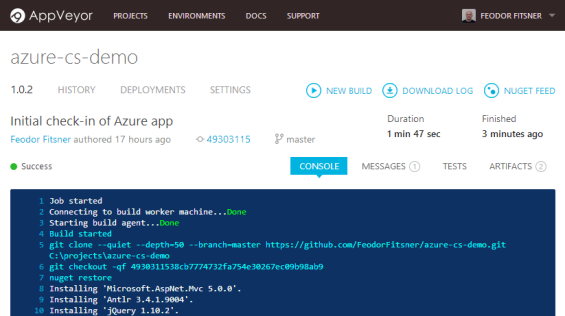 AppVeyor PROJECTS ENVIRONMENTS DOCS SUPPORT FEODOR FITSNER
azure-cs-demo
1.0.2 HISTORY DEPLOYMENTS SETTINGS NEW BUILD DOWNLOAD LOG NUGET FEED
Initial check-in of Azure app Duration Finished
Feodor Fitsner authored 17 hours ago 49303115 master 1 min 47 sec 3 minutes ago
Success CONSOLE MESSAGES 1 TESTS ARTIFACTS 2
1 Job started
2 Connecting to build worker machine...Done
3 Starting build agent...Done
4 Build started
5 git clone --quiet --depth=50 --branch=master https://github.com/FeodorFitsner/azure-cs-demo.git
C:\projects\azure-cs-demo
6 git checkout -qf 4930311538cb7774732fa754e30267ec09b98ab9
7 nuget restore
8 Installing 'Microsoft.AspNet.Mvc 5.0.0'.
9 Installing 'Antlr 3.4.1.9004'.
10 Installing 'jQuery 1.10.2'.